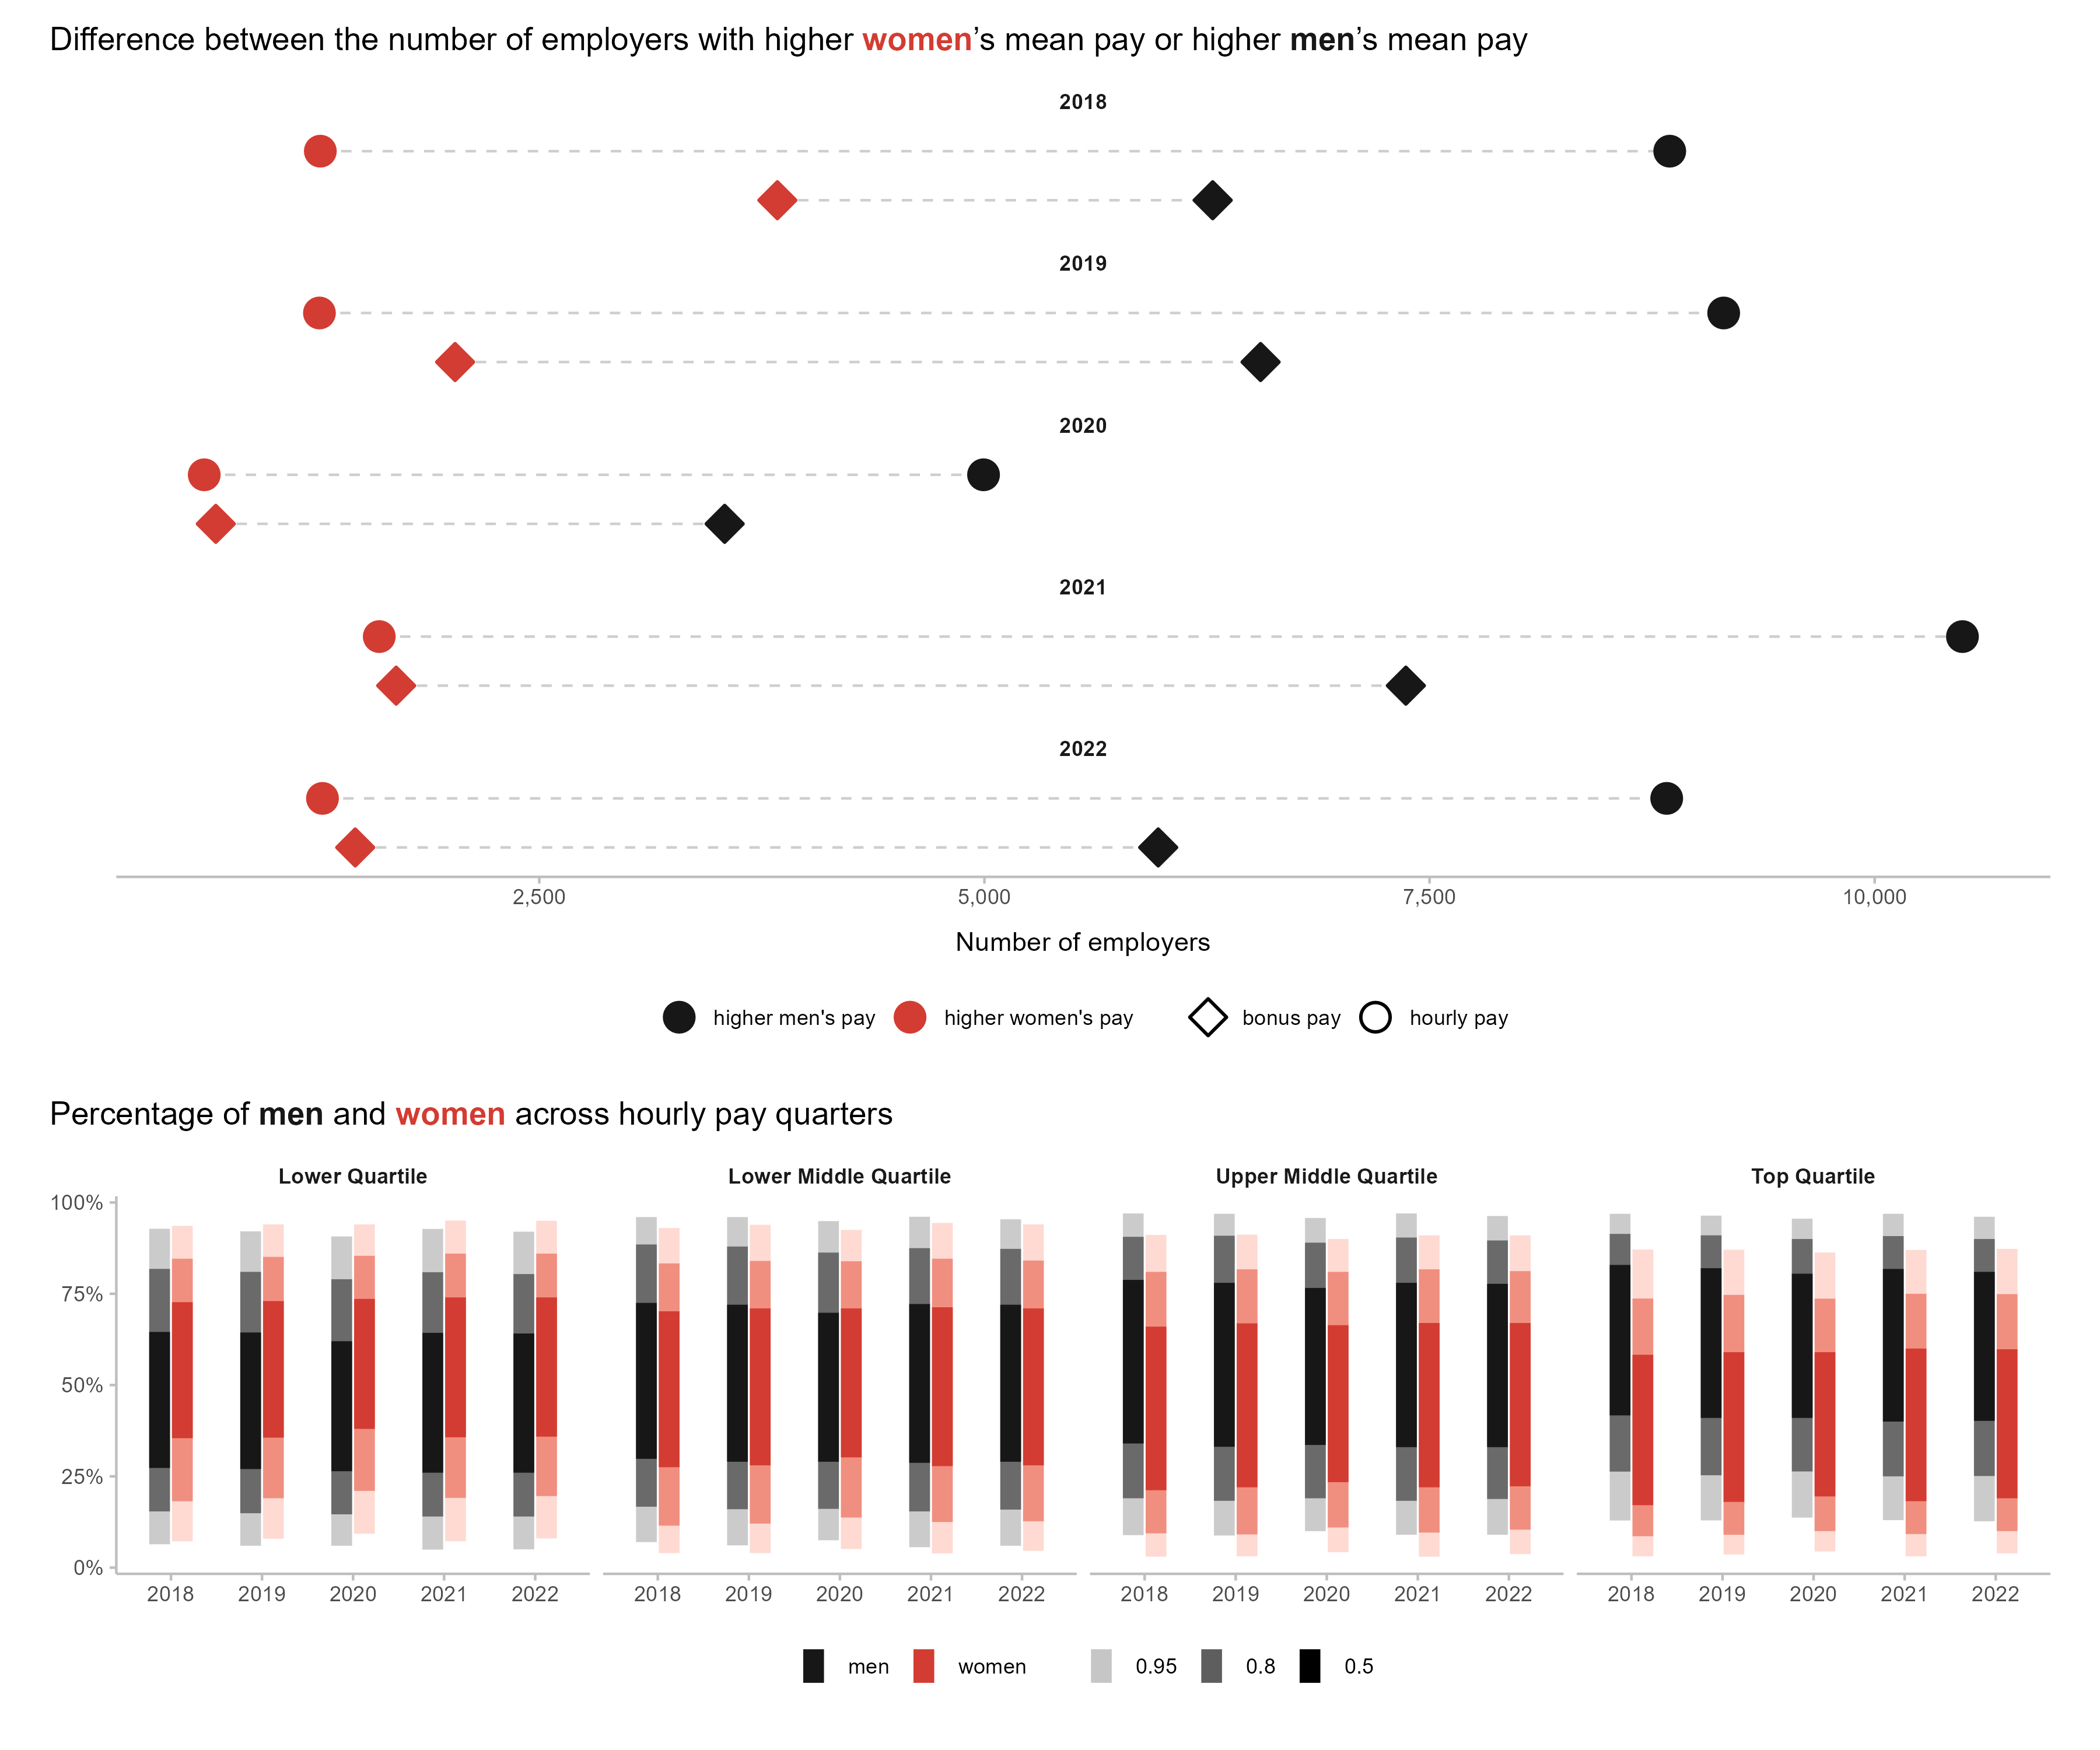 Difference between the number of employers with higher women’s mean pay or higher men’s mean pay
2018
2019
2020
2021
2022
2,500 5,000 7,500 10,000
Number of employers
higher men's pay higher women's pay bonus pay hourly pay
Percentage of men and women across hourly pay quarters
Lower Quartile Lower Middle Quartile Upper Middle Quartile Top Quartile
100%
75%
50%
25%
0%
2018 2019 2020 2021 2022 2018 2019 2020 2021 2022 2018 2019 2020 2021 2022 2018 2019 2020 2021 2022
men women 0.95 0.8 0.5